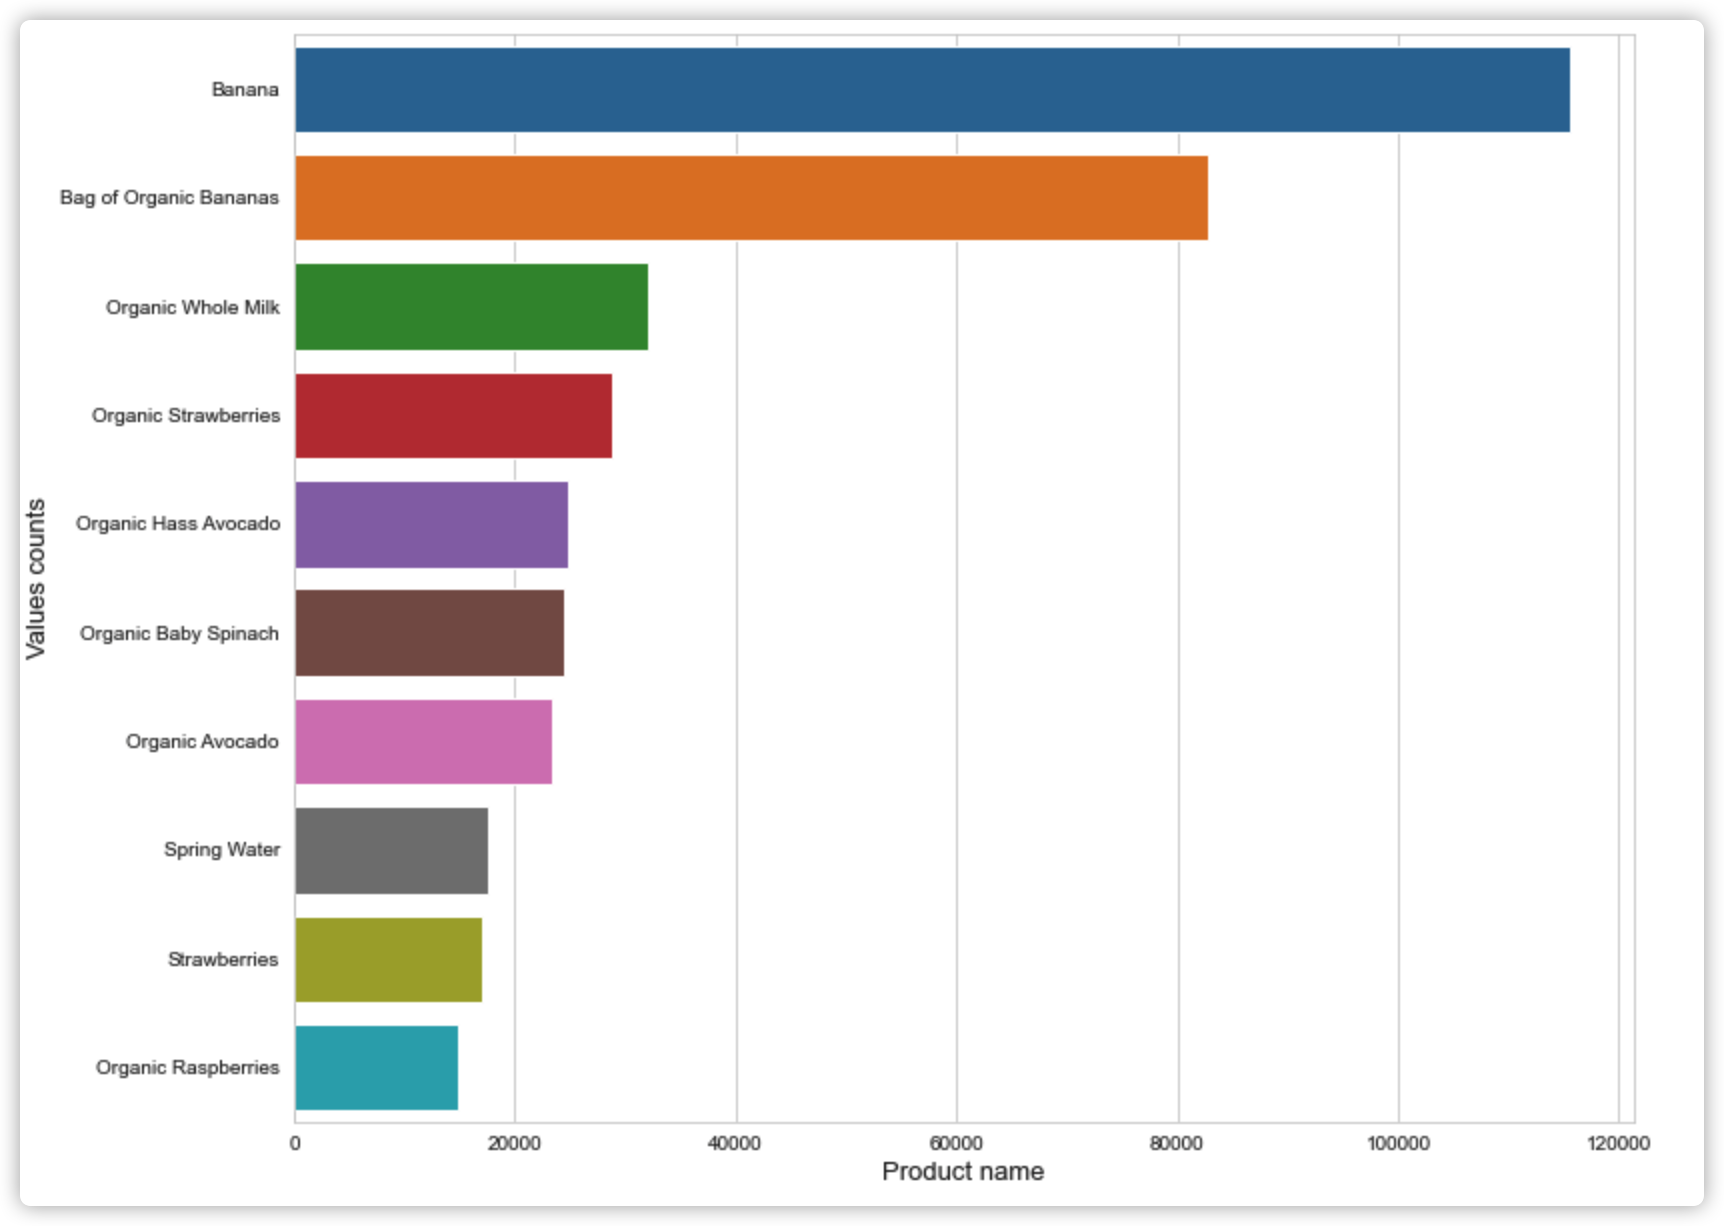 Banana
Bag of Organic Bananas
Organic Whole Milk
Organic Strawberries
Organic Hass Avocado
Organic Baby Spinach
Organic Avocado
Spring Water
Strawberries
Organic Raspberries
Values counts
0 20000 40000 60000 80000 100000 120000
Product name